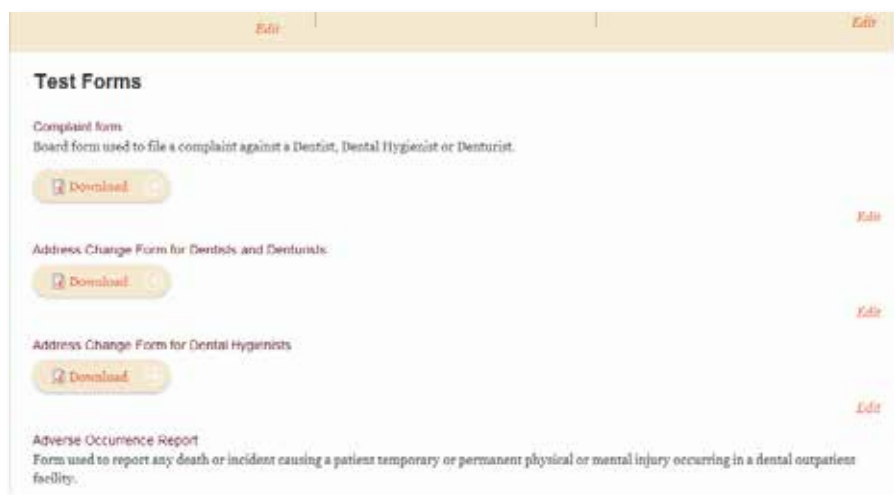 Edit
Edit
Test Forms
Complaint form
Board form used to file a complaint against a Dentist, Dental Hygienist or Denturist.
Download
Edit
Address Change Form for Dentists and Denturists
Download
Edit
Address Change Form for Dental Hygienists
Download
Edit
Adverse Occurrence Report
Form used to report any death or incident causing a patient temporary or permanent physical or mental injury occurring in a dental outpatient
facility.